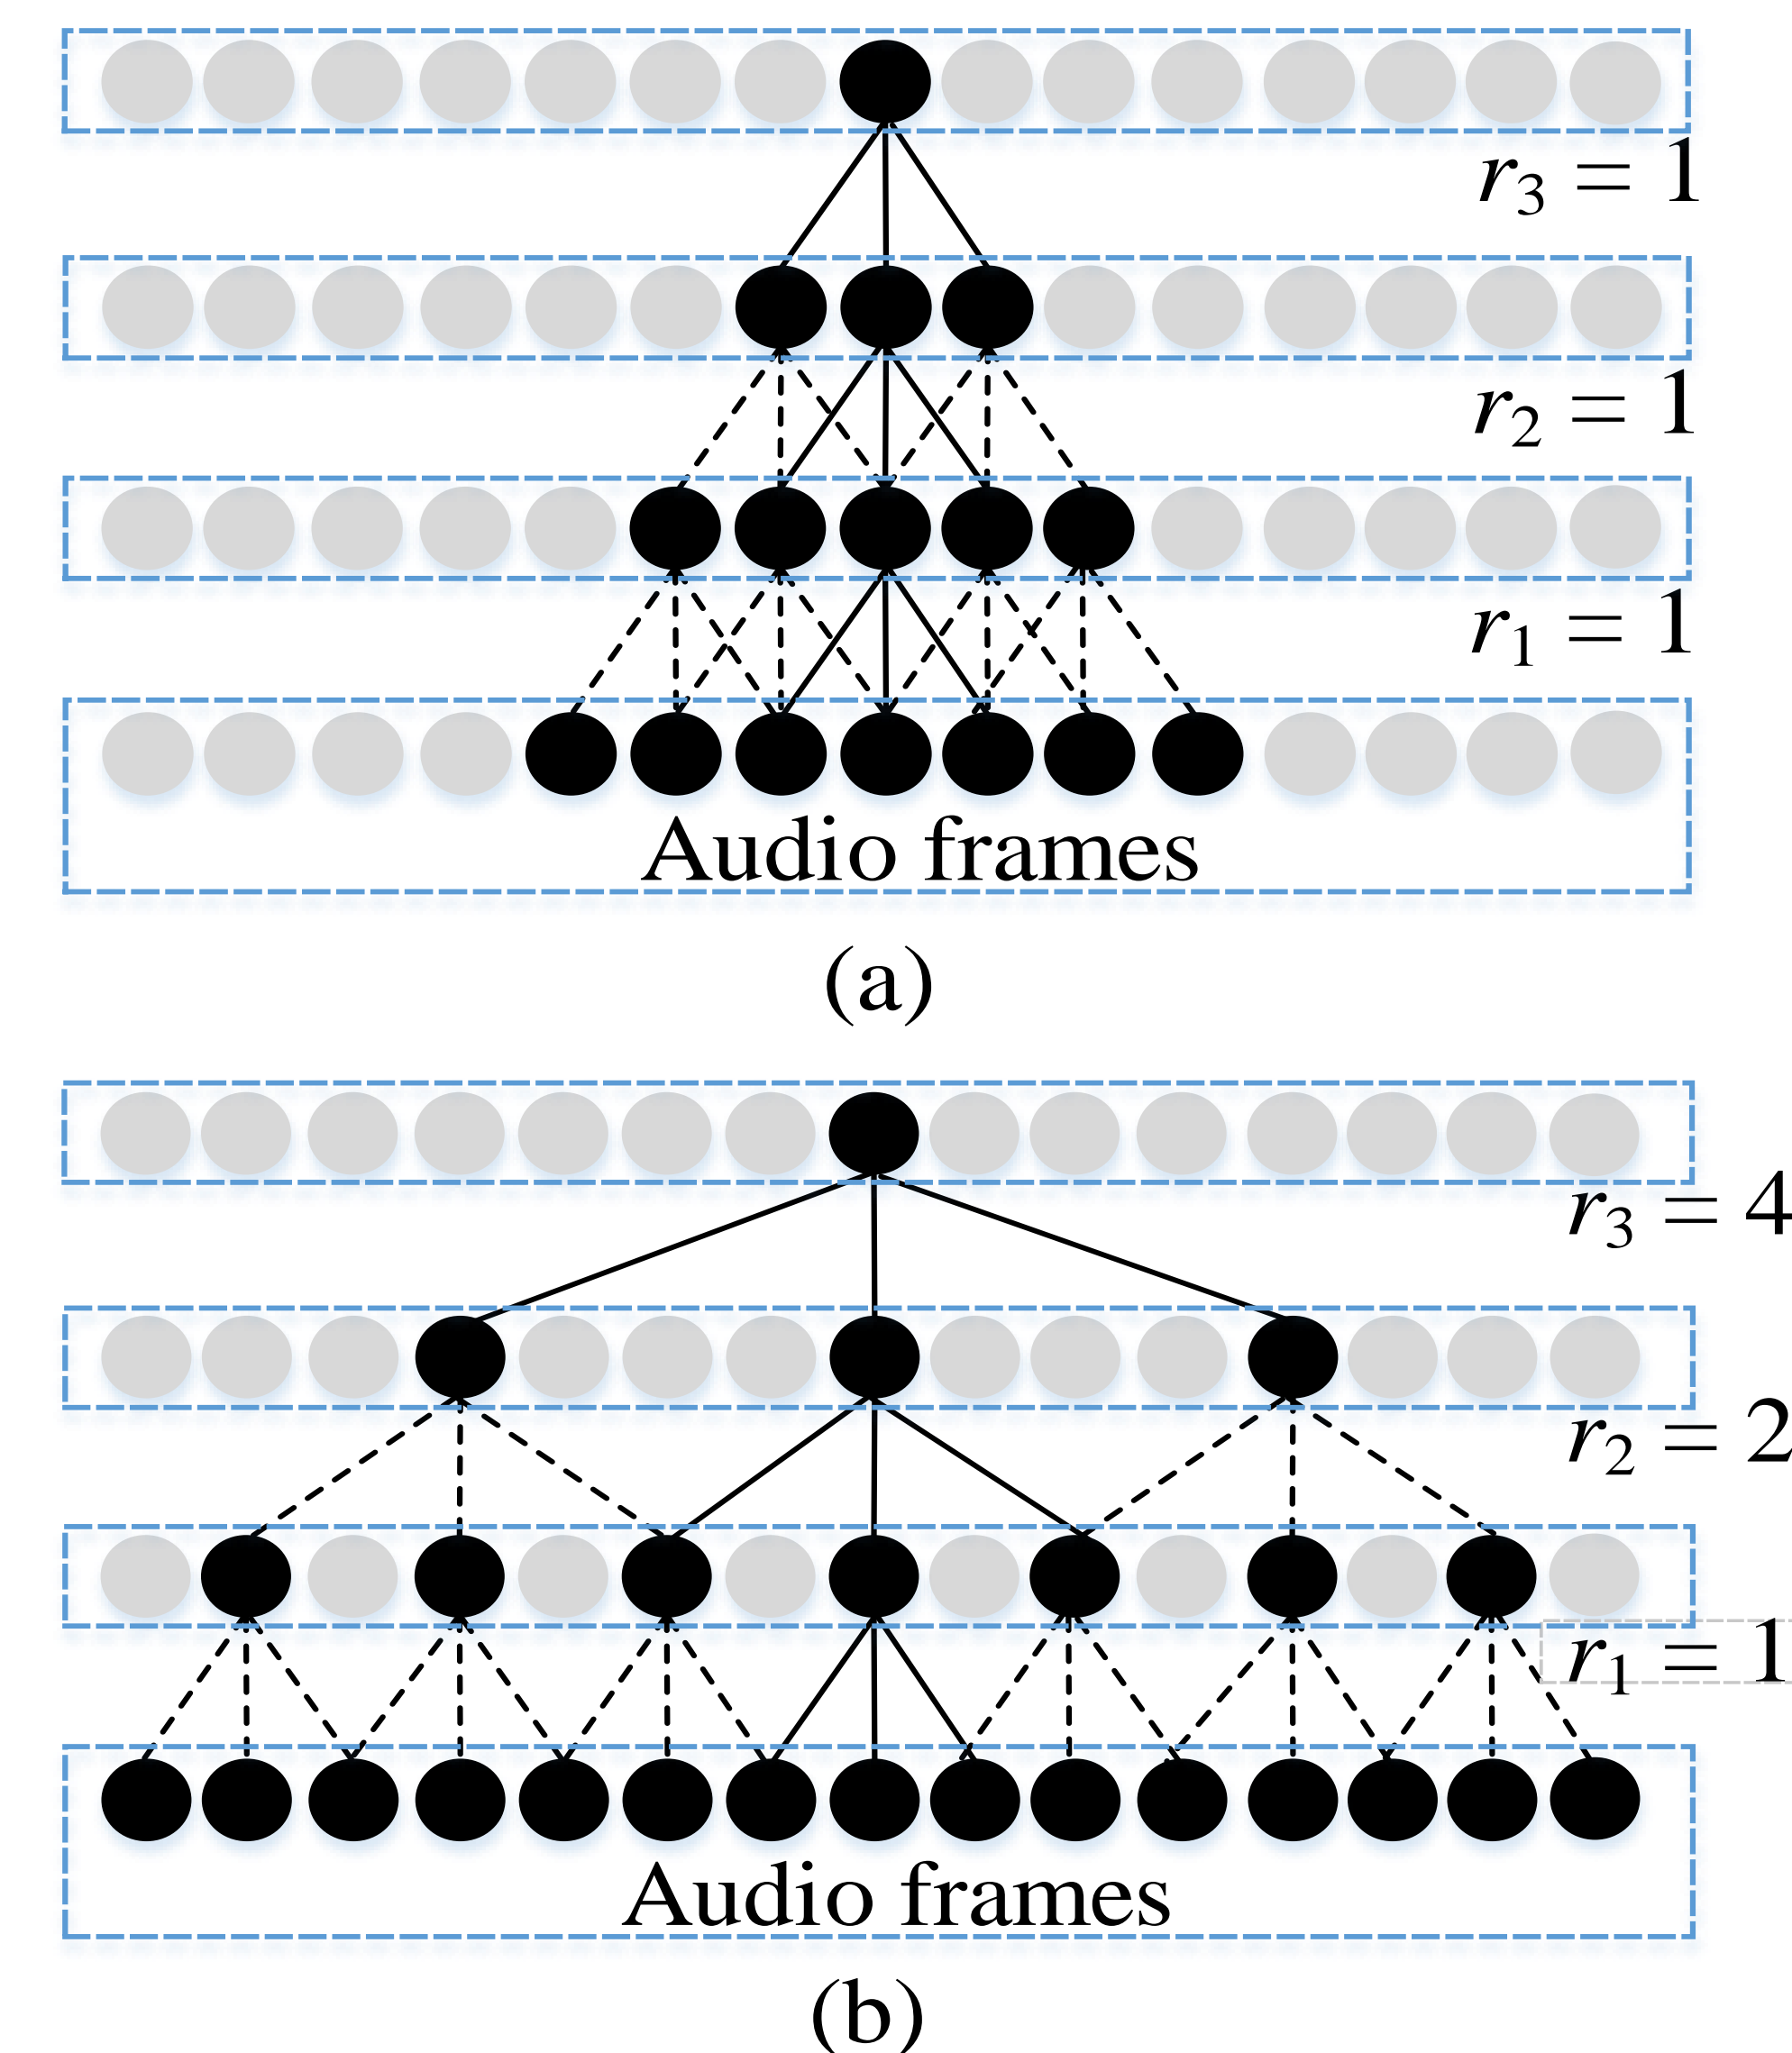 r3 = 1
r2 = 1
r1 = 1
Audio frames
(a)
r3 = 4
r2 = 2
r1 = 1
Audio frames
(b)